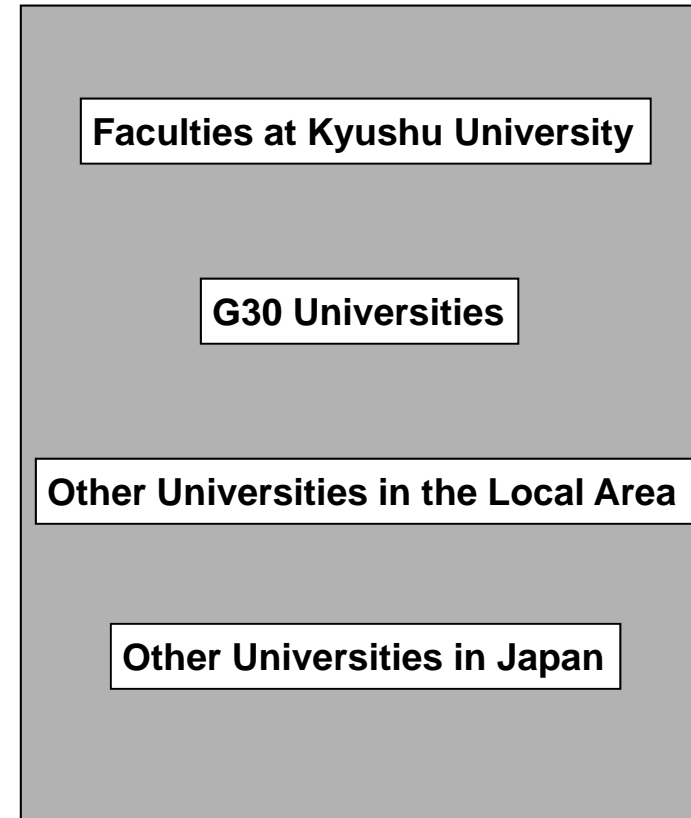 Faculties at Kyushu University
G30 Universities
Other Universities in the Local Area
Other Universities in Japan